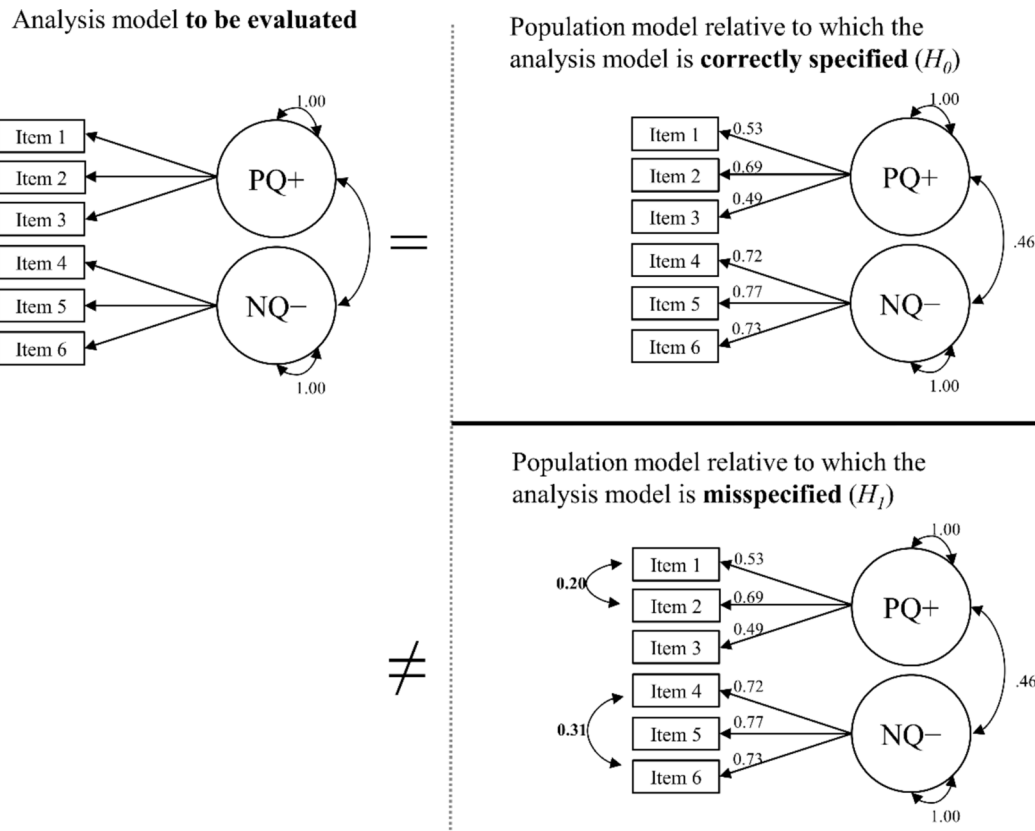 Analysis model to be evaluated
Item 1
Item 2
Item 3
Item 4
Item 5
Item 6
1.00
PQ+
NQ−
1.00
=
Population model relative to which the
analysis model is correctly specified (H0)
Item 1
Item 2
Item 3
Item 4
Item 5
Item 6
0.53
0.69
0.49
0.72
0.77
0.73
1.00
PQ+
NQ−
1.00
.46
≠
Population model relative to which the
analysis model is misspecified (H1)
0.20
0.31
Item 1
Item 2
Item 3
Item 4
Item 5
Item 6
0.53
0.69
0.49
0.72
0.77
0.73
1.00
PQ+
NQ−
1.00
.46